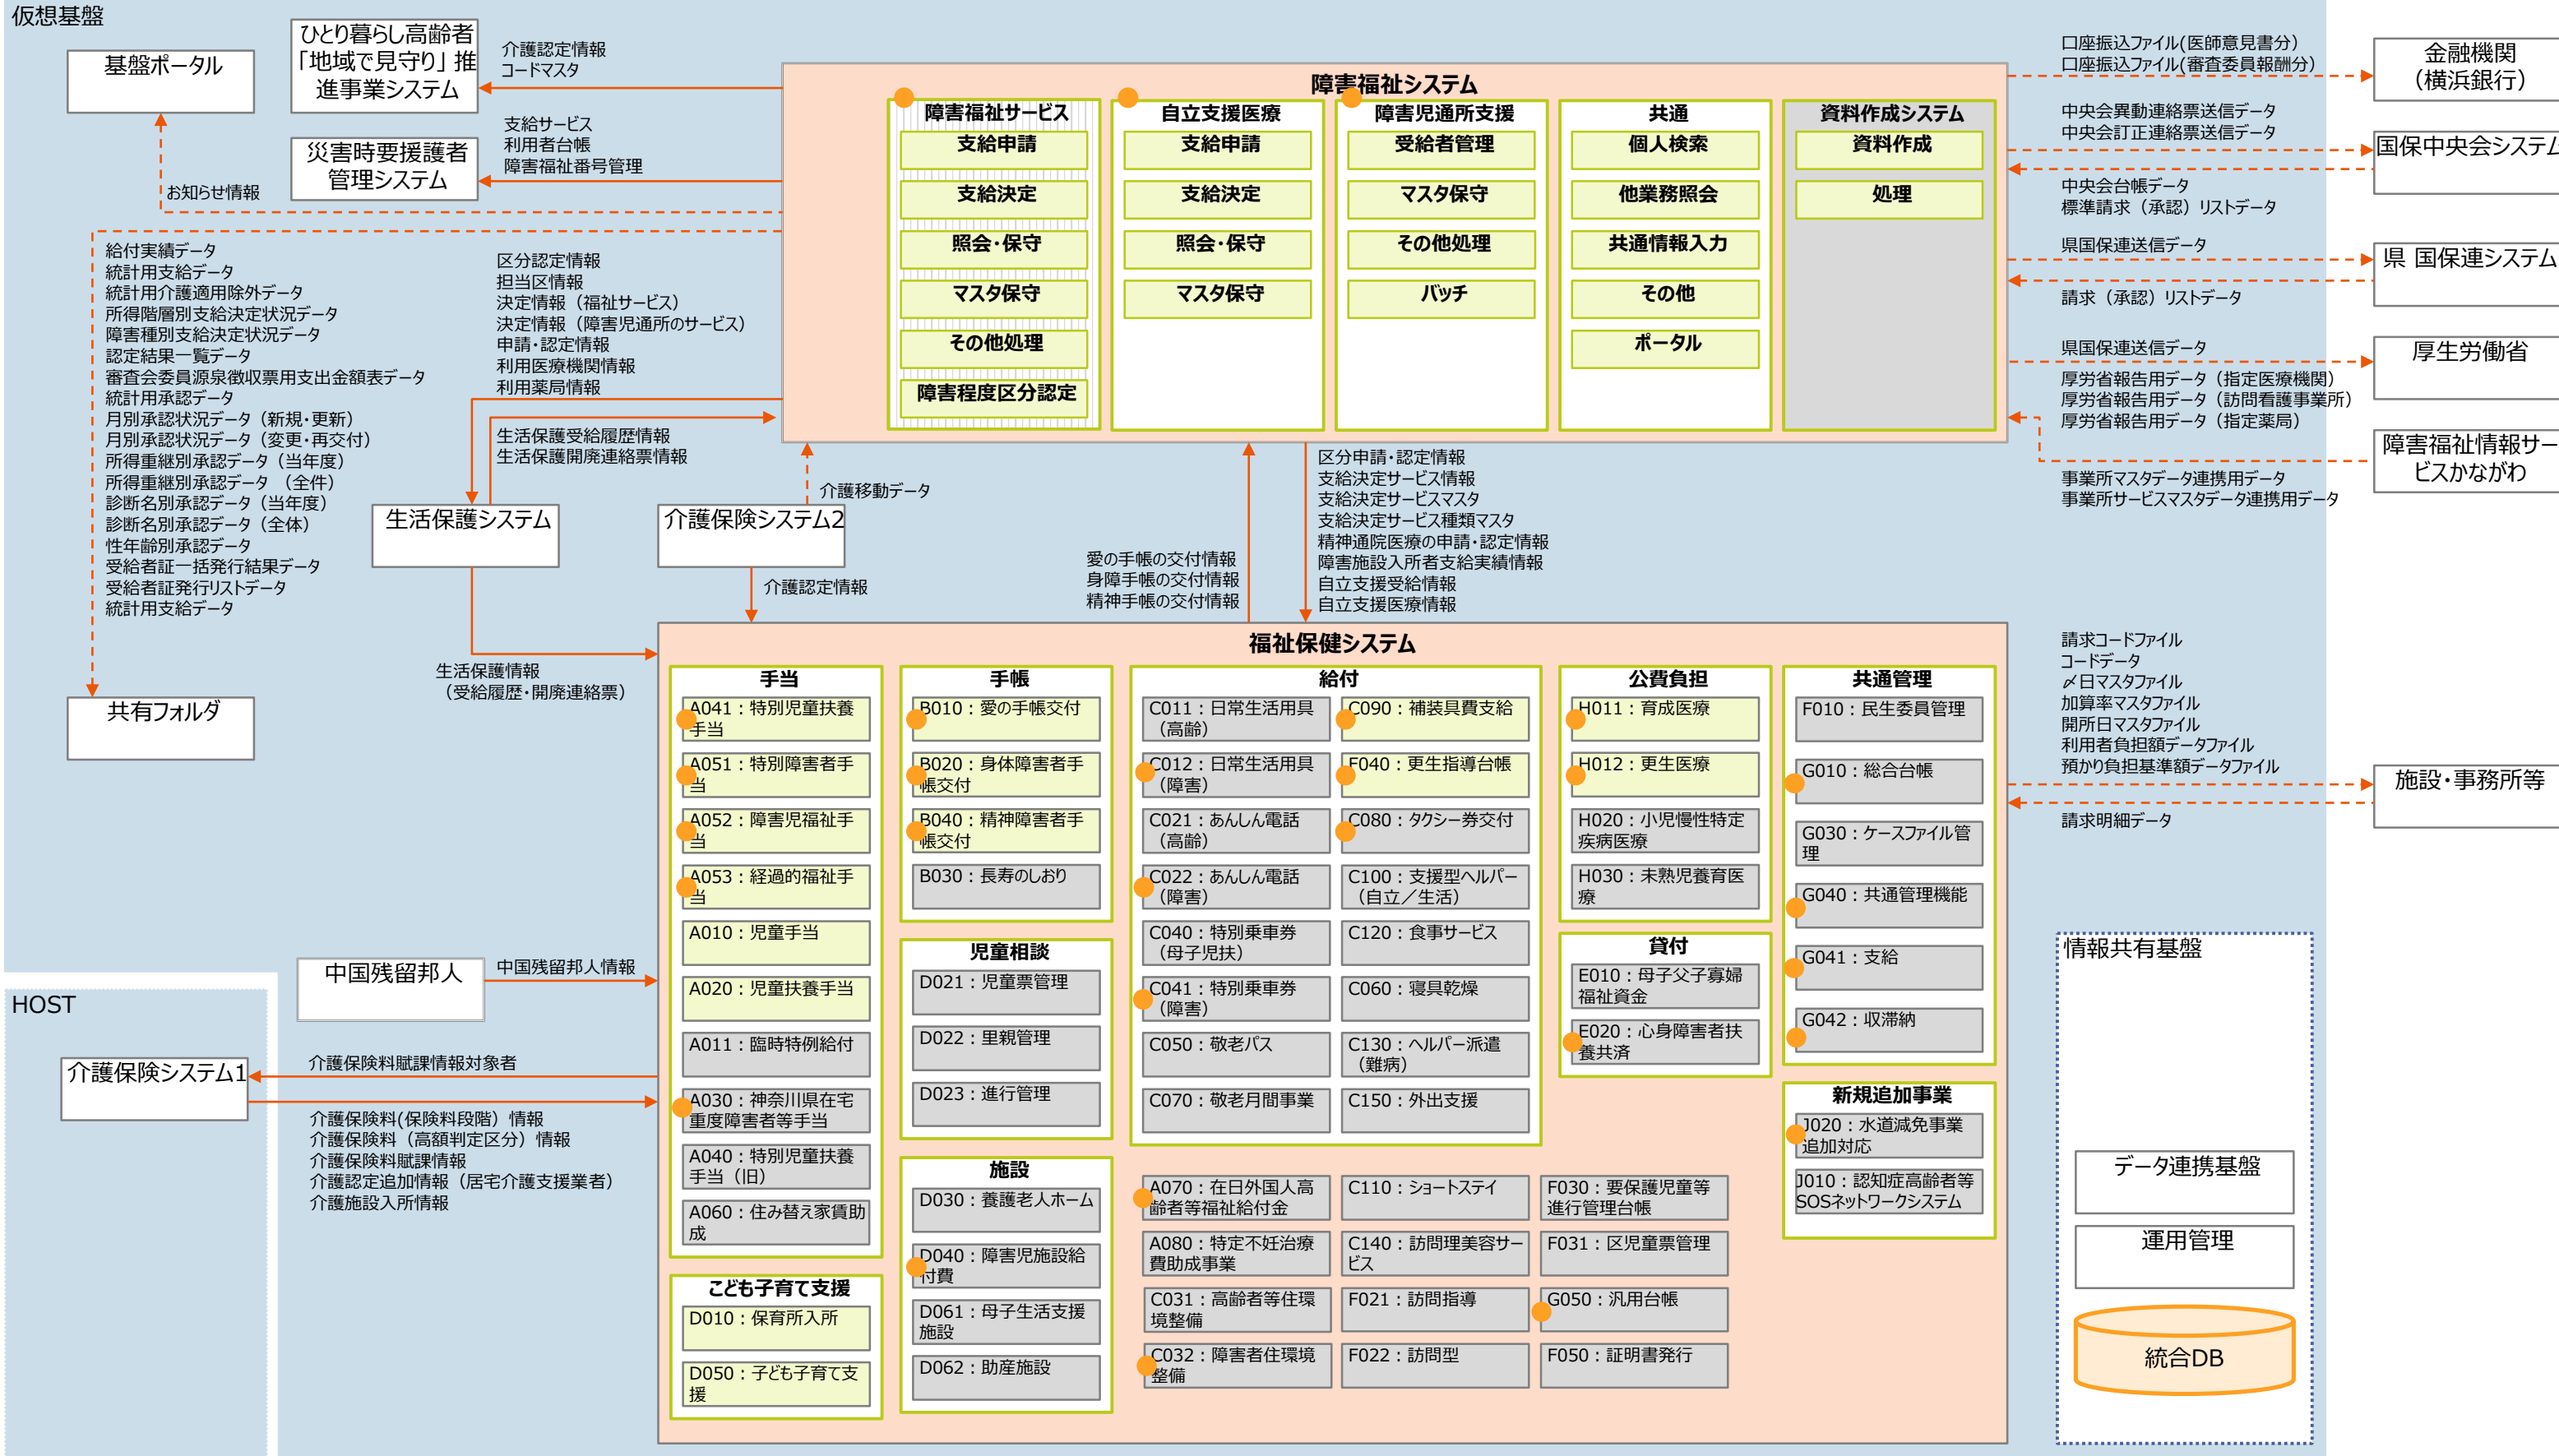 仮想基盤
基盤ポータル
ひとり暮らし高齢者
「地域で見守り」推
進事業システム
介護認定情報
コードマスタ
災害時要援護者
管理システム
支給サービス
利用者台帳
障害福祉番号管理
お知らせ情報
給付実績データ
統計用支給データ
統計用介護適用除外データ
所得階層別支給決定状況データ
障害種別支給決定状況データ
認定結果一覧データ
審査会委員源泉徴収票用支出金額表データ
統計用承認データ
月別承認状況データ（新規・更新）
月別承認状況データ（変更・再交付）
所得重継別承認データ（当年度）
所得重継別承認データ （全件）
診断名別承認データ（当年度）
診断名別承認データ（全体）
性年齢別承認データ
受給者証一括発行結果データ
受給者証発行リストデータ
統計用支給データ
区分認定情報
担当区情報
決定情報（福祉サービス）
決定情報（障害児通所のサービス）
申請・認定情報
利用医療機関情報
利用薬局情報
生活保護受給履歴情報
生活保護開廃連絡票情報
障害福祉システム
障害福祉サービス
支給申請
支給決定
照会・保守
マスタ保守
その他処理
障害程度区分認定
自立支援医療
支給申請
支給決定
照会・保守
マスタ保守
障害児通所支援
受給者管理
マスタ保守
その他処理
バッチ
共通
個人検索
他業務照会
共通情報入力
その他
ポータル
資料作成システム
資料作成
処理
口座振込ファイル(医師意見書分）
口座振込ファイル(審査委員報酬分）
金融機関
（横浜銀行）
中央会異動連絡票送信データ
中央会訂正連絡票送信データ
国保中央会システム
中央会台帳データ
標準請求（承認）リストデータ
県国保連送信データ
県 国保連システム
請求（承認）リストデータ
県国保連送信データ
厚生労働省
厚労省報告用データ（指定医療機関）
厚労省報告用データ（訪問看護事業所）
厚労省報告用データ（指定薬局）
障害福祉情報サー
ビスかながわ
事業所マスタデータ連携用データ
事業所サービスマスタデータ連携用データ
生活保護システム
介護保険システム2
介護移動データ
介護認定情報
愛の手帳の交付情報
身障手帳の交付情報
精神手帳の交付情報
区分申請・認定情報
支給決定サービス情報
支給決定サービスマスタ
支給決定サービス種類マスタ
精神通院医療の申請・認定情報
障害施設入所者支給実績情報
自立支援受給情報
自立支援医療情報
生活保護情報
（受給履歴・開廃連絡票）
共有フォルダ
福祉保健システム
手当
A041：特別児童扶養
手当
A051：特別障害者手
当
A052：障害児福祉手
当
A053：経過的福祉手
当
A010：児童手当
A020：児童扶養手当
A011：臨時特例給付
A030：神奈川県在宅
重度障害者等手当
A040：特別児童扶養
手当（旧）
A060：住み替え家賃助
成
こども子育て支援
D010：保育所入所
D050：子ども子育て支
援
手帳
B010：愛の手帳交付
B020：身体障害者手
帳交付
B040：精神障害者手
帳交付
B030：長寿のしおり
児童相談
D021：児童票管理
D022：里親管理
D023：進行管理
施設
D030：養護老人ホーム
D040：障害児施設給
付費
D061：母子生活支援
施設
D062：助産施設
給付
C011：日常生活用具
（高齢）
C012：日常生活用具
（障害）
C021：あんしん電話
（高齢）
C022：あんしん電話
（障害）
C040：特別乗車券
（母子児扶）
C041：特別乗車券
（障害）
C050：敬老パス
C070：敬老月間事業
C090：補装具費支給
F040：更生指導台帳
C080：タクシー券交付
C100：支援型ヘルパー
（自立／生活）
C120：食事サービス
C060：寝具乾燥
C130：ヘルパー派遣
（難病）
C150：外出支援
A070：在日外国人高
齢者等福祉給付金
A080：特定不妊治療
費助成事業
C031：高齢者等住環
境整備
C032：障害者住環境
整備
C110：ショートステイ
C140：訪問理美容サー
ビス
F021：訪問指導
F022：訪問型
F030：要保護児童等
進行管理台帳
F031：区児童票管理
G050：汎用台帳
F050：証明書発行
公費負担
H011：育成医療
H012：更生医療
H020：小児慢性特定
疾病医療
H030：未熟児養育医
療
貸付
E010：母子父子寡婦
福祉資金
E020：心身障害者扶
養共済
共通管理
F010：民生委員管理
G010：総合台帳
G030：ケースファイル管
理
G040：共通管理機能
G041：支給
G042：収滞納
新規追加事業
J020：水道減免事業
追加対応
J010：認知症高齢者等
SOSネットワークシステム
請求コードファイル
コードデータ
〆日マスタファイル
加算率マスタファイル
開所日マスタファイル
利用者負担額データファイル
預かり負担基準額データファイル
施設・事務所等
請求明細データ
中国残留邦人
中国残留邦人情報
HOST
介護保険システム1
介護保険料賦課情報対象者
介護保険料(保険料段階）情報
介護保険料（高額判定区分）情報
介護保険料賦課情報
介護認定追加情報（居宅介護支援業者）
介護施設入所情報
情報共有基盤
データ連携基盤
運用管理
統合DB